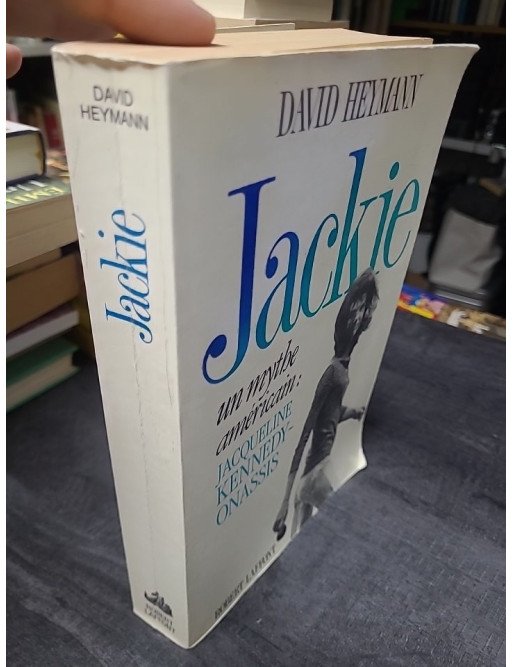 DAVID
HEYMANN
Jackie
ROBERT
LAFFONT
DAVID HEYMANN
Jackie
un mythe
américain:
JACQUELINE
KENNEDY-
ONASSIS
ROBERT LAFFONT